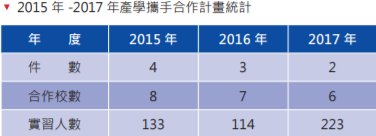 ▼ 2015 年 -2017 年產學攜手合作計畫統計
年 度 2015 年 2016 年 2017 年
件 數 4 3 2
合作校數 8 7 6
實習人數 133 114 223